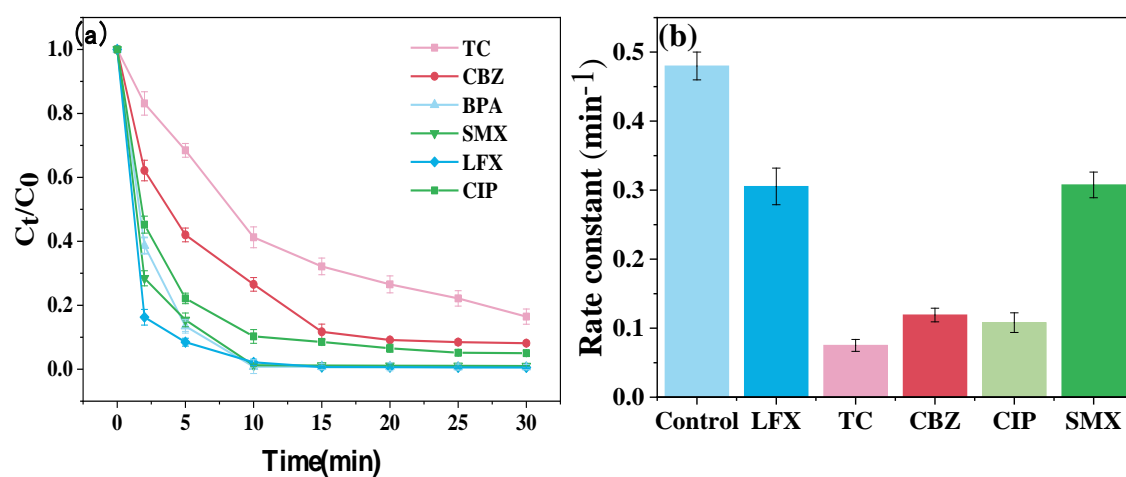 (a)
TC
CBZ
BPA
SMX
LFX
CIP
1.0
0.8
0.6
0.4
0.2
0.0
Ct/C0
0 5 10 15 20 25 30
Time(min)
(b)
0.5
0.4
0.3
0.2
0.1
0.0
Rate constant (min-1)
Control LFX TC CBZ CIP SMX